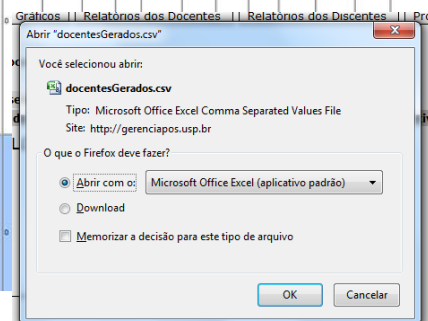 Gráficos || Relatórios dos Docentes || Relatórios dos Discentes || Pr
Abrir "docentesGerados.csv"
Você selecionou abrir:
docentesGerados.csv
Tipo: Microsoft Office Excel Comma Separated Values File
Site: http://gerenciapos.usp.br
O que o Firefox deve fazer?
Abrir com o: Microsoft Office Excel (aplicativo padrão)
Download
Memorizar a decisão para este tipo de arquivo
OK Cancelar